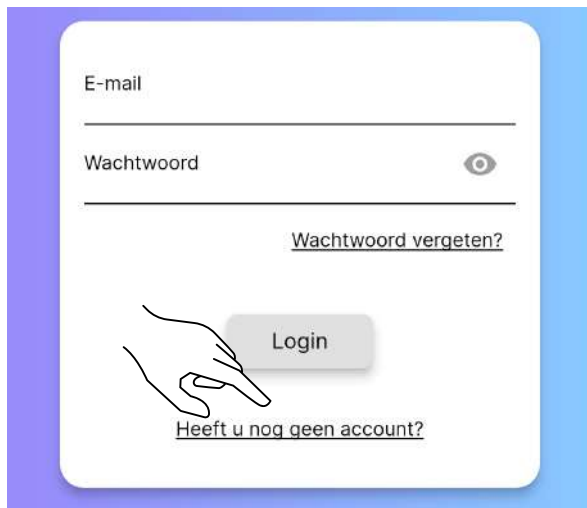 E-mail
Wachtwoord
Wachtwoord vergeten?
Login
Heeft u nog geen account?